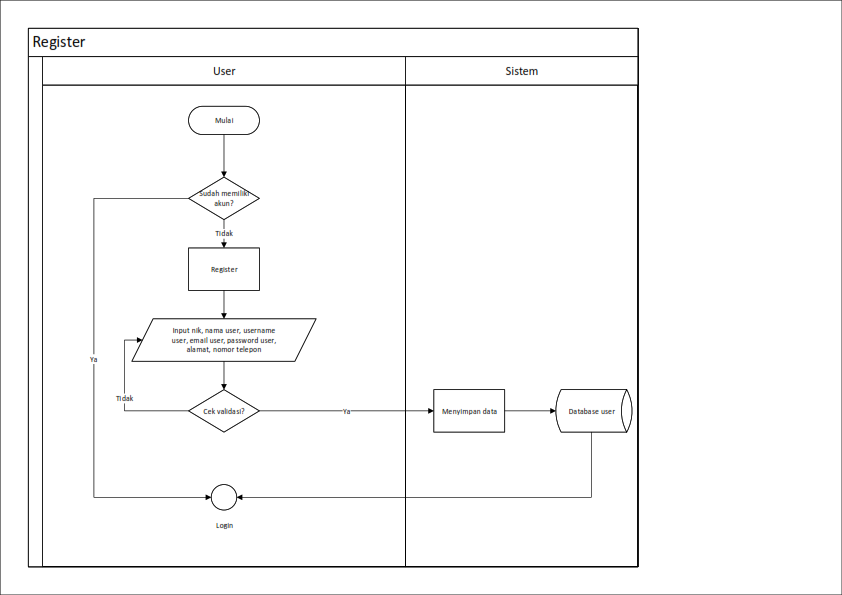 Register
User
Sistem
Mulai
Sudah memiliki
akun?
Tidak
Register
Input nik, nama user, username
user, email user, password user,
alamat, nomor telepon
Ya
Tidak
Cek validasi?
Ya
Menyimpan data
Database user
Login